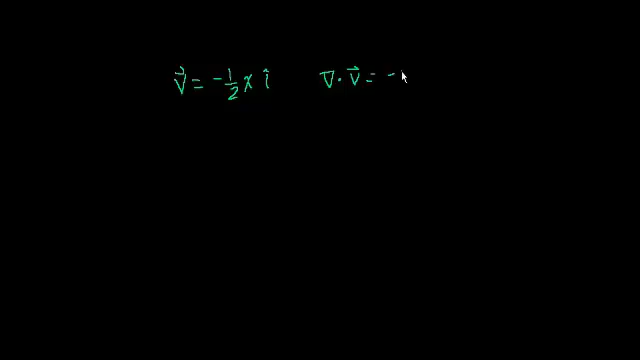 v⃗ = -1/2 x î   ∇ · v⃗ = -